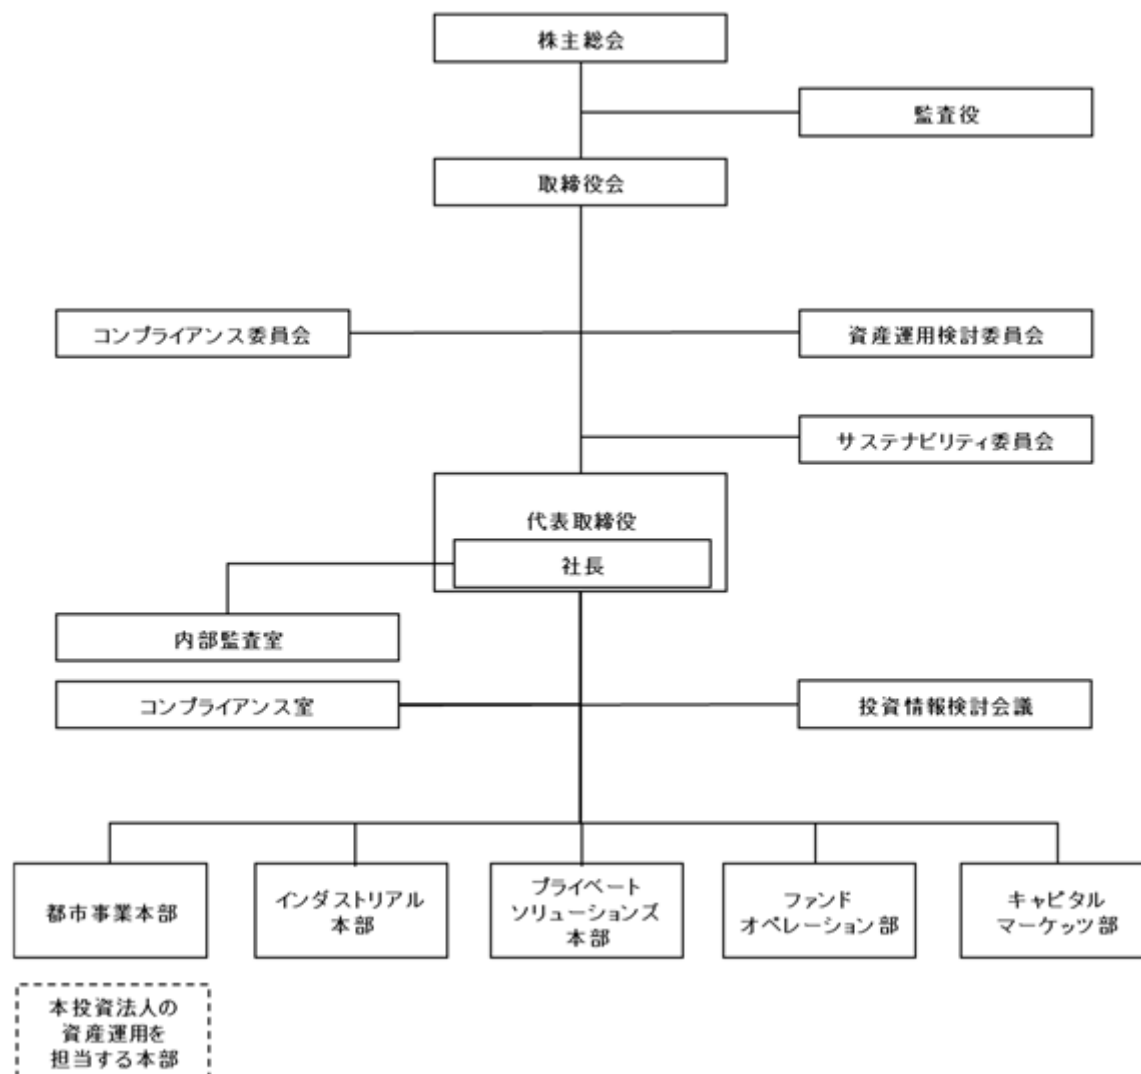 株主総会
監査役
取締役会
コンプライアンス委員会
資産運用検討委員会
サステナビリティ委員会
代表取締役
社長
内部監査室
コンプライアンス室
投資情報検討会議
都市事業本部
インダストリアル
本部
プライベート
ソリューションズ
本部
ファンド
オペレーション部
キャピタル
マーケッツ部
本投資法人の
資産運用を
担当する本部